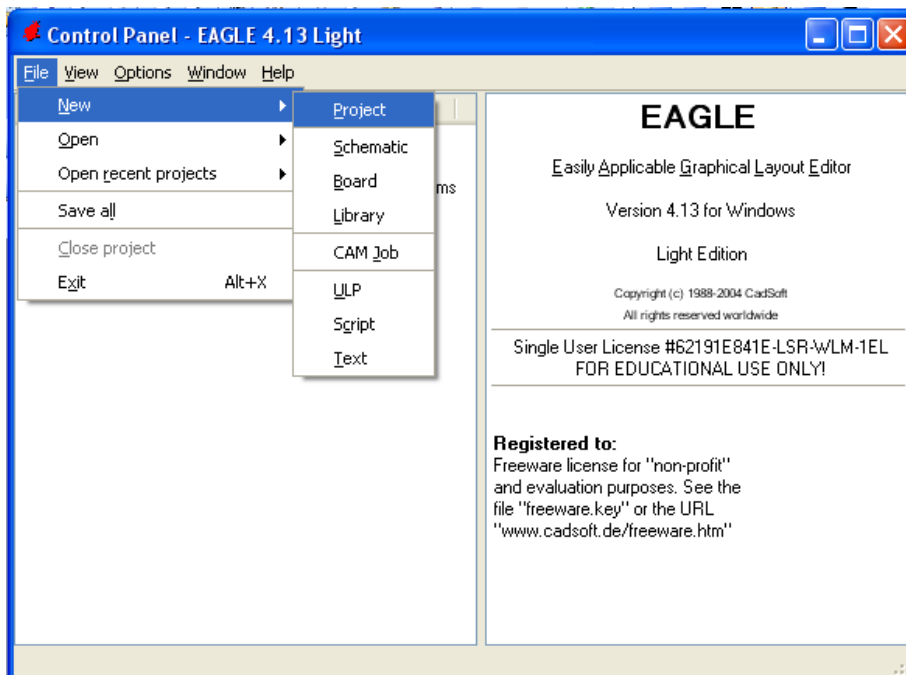 Control Panel - EAGLE 4.13 Light
File View Options Window Help
New
Open
Open recent projects
Save all
Close project
Exit Alt+X
Project
Schematic
Board
Library
CAM Job
ULP
Script
Text
ms
EAGLE
Easily Applicable Graphical Layout Editor
Version 4.13 for Windows
Light Edition
Copyright (c) 1988-2004 CadSoft
All rights reserved worldwide
Single User License #62191E841E-LSR-WLM-1EL
FOR EDUCATIONAL USE ONLY!
Registered to:
Freeware license for "non-profit"
and evaluation purposes. See the
file "freeware.key" or the URL
"www.cadsoft.de/freeware.htm"